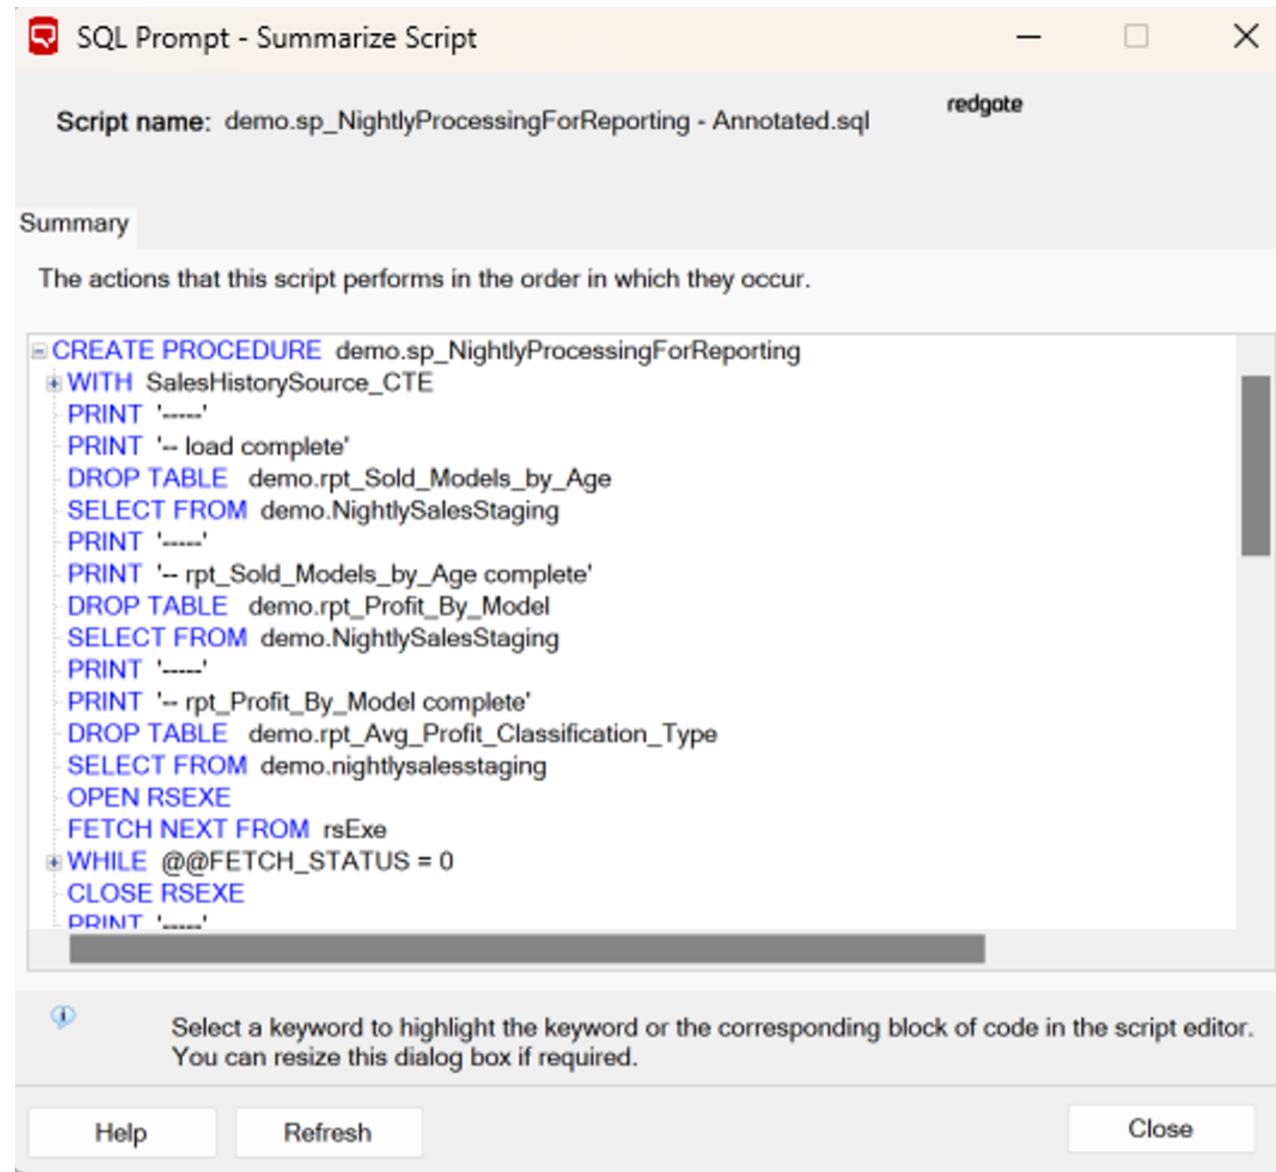 SQL Prompt - Summarize Script
redgate
Script name: demo.sp_NightlyProcessingForReporting - Annotated.sql
Summary
The actions that this script performs in the order in which they occur.
CREATE PROCEDURE demo.sp_NightlyProcessingForReporting
WITH SalesHistorySource_CTE
PRINT '-----'
PRINT '-- load complete'
DROP TABLE demo.rpt_Sold_Models_by_Age
SELECT FROM demo.NightlySalesStaging
PRINT '-----'
PRINT '-- rpt_Sold_Models_by_Age complete'
DROP TABLE demo.rpt_Profit_By_Model
SELECT FROM demo.NightlySalesStaging
PRINT '-----'
PRINT '-- rpt_Profit_By_Model complete'
DROP TABLE demo.rpt_Avg_Profit_Classification_Type
SELECT FROM demo.nightlysalesstaging
OPEN RSEXE
FETCH NEXT FROM rsExe
WHILE @@FETCH_STATUS = 0
CLOSE RSEXE
PRINT '-----'
Select a keyword to highlight the keyword or the corresponding block of code in the script editor.
You can resize this dialog box if required.
Help
Refresh
Close